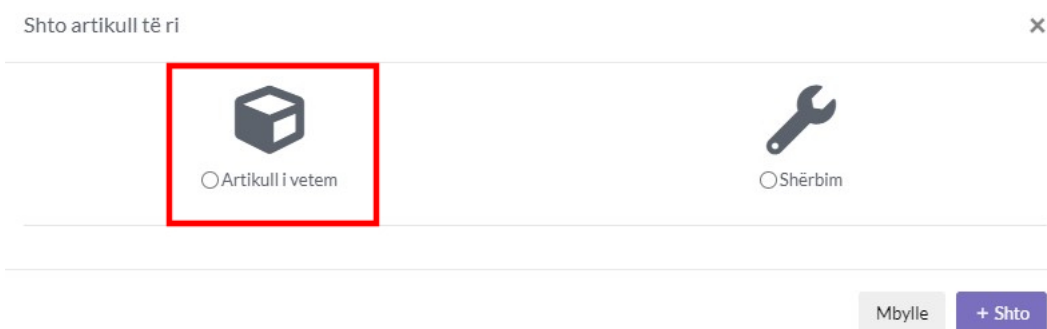 Shto artikull të ri
Artikull i vetem
Shërbim
Mbylle
+ Shto